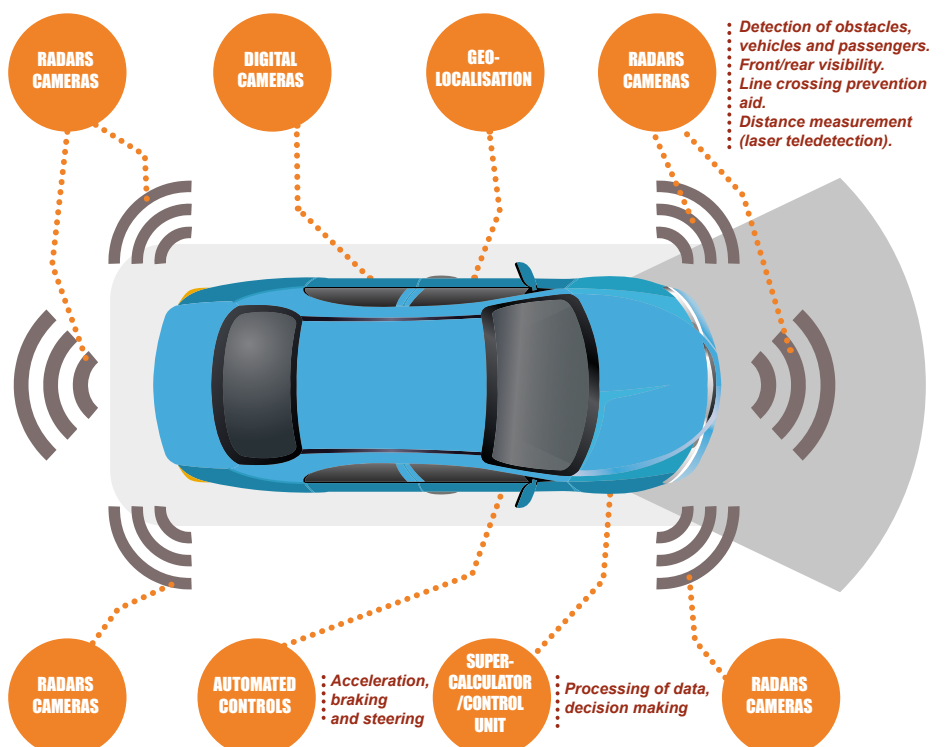 RADARS
CAMERAS
DIGITAL
CAMERAS
GEO-
LOCALISATION
RADARS
CAMERAS
Detection of obstacles,
vehicles and passengers.
Front/rear visibility.
Line crossing prevention
aid.
Distance measurement
(laser teledetection).
RADARS
CAMERAS
AUTOMATED
CONTROLS
Acceleration,
braking
and steering
SUPER-
CALCULATOR
/CONTROL
UNIT
Processing of data,
decision making
RADARS
CAMERAS